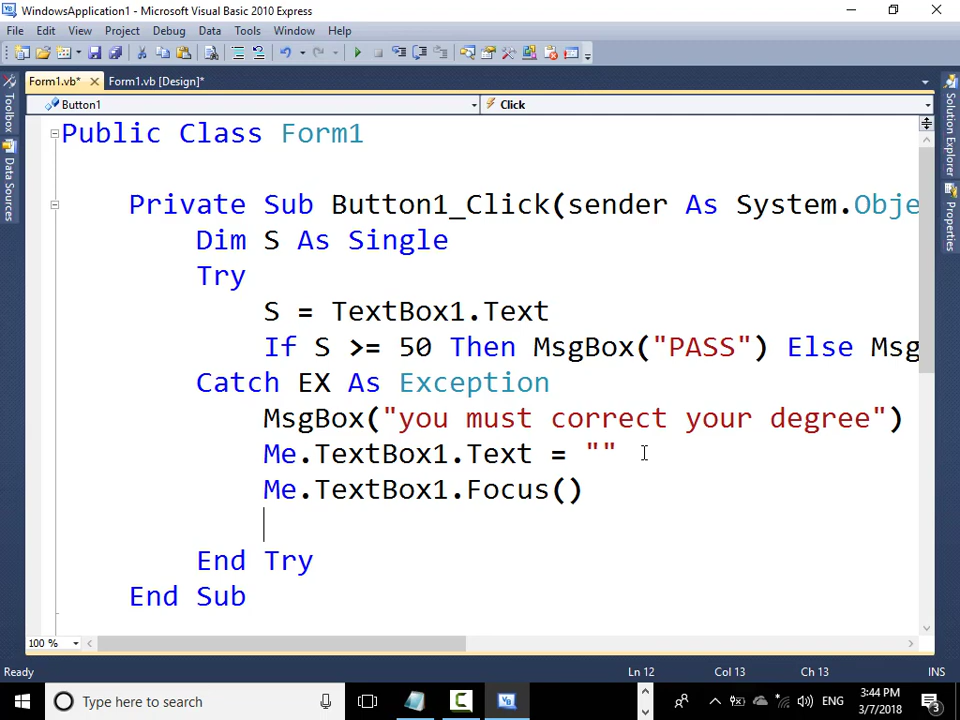 WindowsApplication1 - Microsoft Visual Basic 2010 Express
File Edit View Project Debug Data Tools Window Help
Form1.vb* Form1.vb [Design]*
Button1 Click
Toolbox
Data Sources
Solution Explorer
Properties
Public Class Form1
Private Sub Button1_Click(sender As System.Obje
Dim S As Single
Try
S = TextBox1.Text
If S >= 50 Then MsgBox("PASS") Else Msg
Catch EX As Exception
MsgBox("you must correct your degree")
Me.TextBox1.Text = ""
Me.TextBox1.Focus()
End Try
End Sub
100 %
Ready Ln 12 Col 13 Ch 13 INS
Type here to search
ENG 3:44 PM
3/7/2018
3